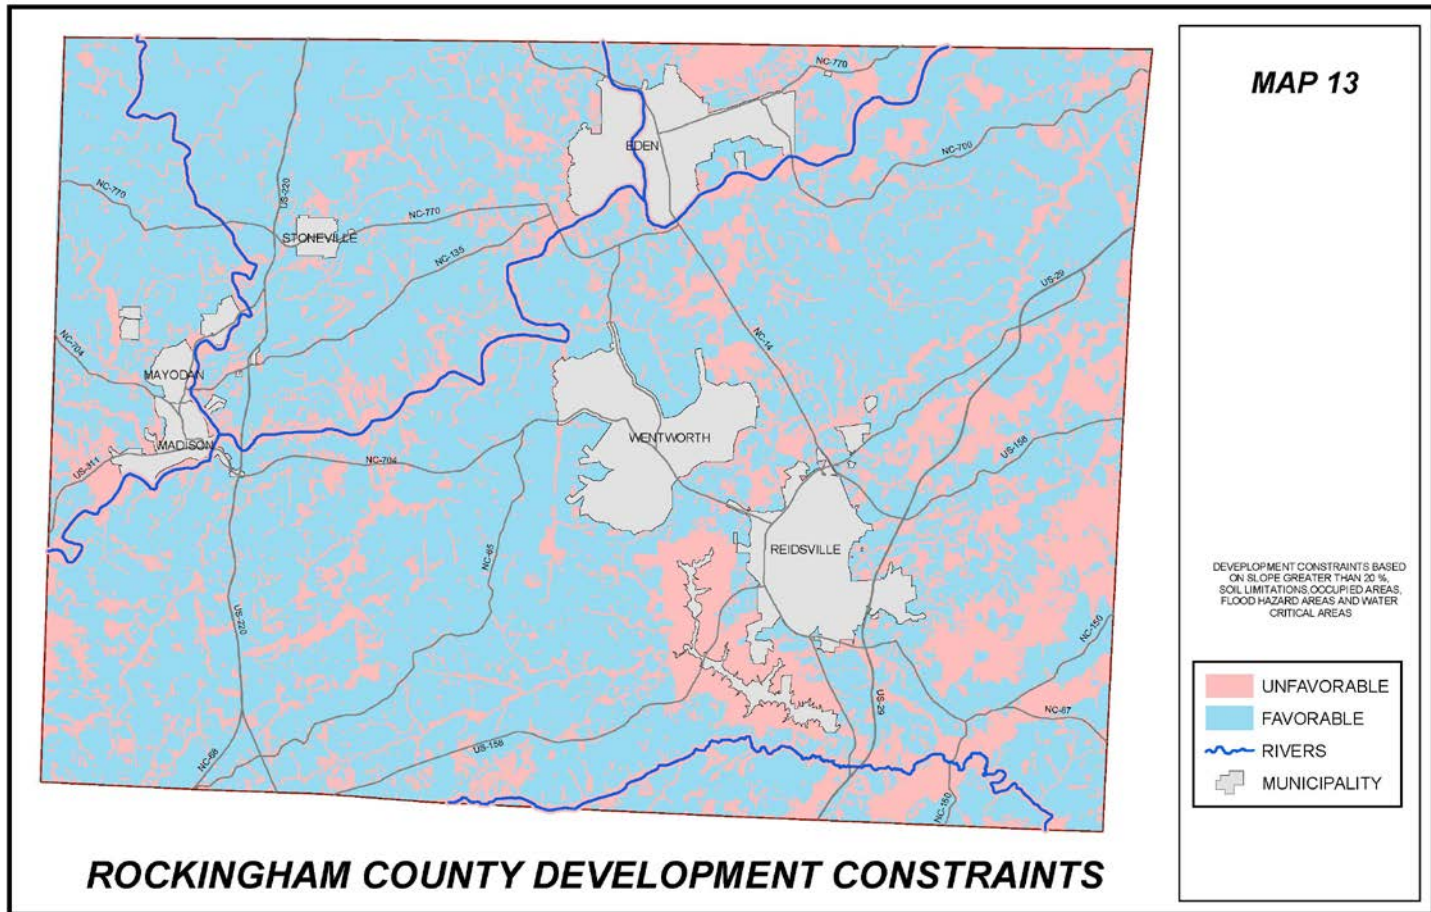 MAP 13
NC-770
EDEN
NC-700
NC-770
US-220
NC-770
STONEVILLE
NC-135
US-29
NC-704
NC-14
MAYODAN
MADISON
WENTWORTH
US-311
NC-704
US-158
NC-65
REIDSVILLE
US-220
NC-150
US-29
NC-87
US-158
NC-68
NC-150
DEVEPLOPMENT CONSTRAINTS BASED
ON SLOPE GREATER THAN 20 %,
SOIL LIMITATIONS,OCCUPIED AREAS,
FLOOD HAZARD AREAS AND WATER
CRITICAL AREAS
UNFAVORABLE
FAVORABLE
RIVERS
MUNICIPALITY
ROCKINGHAM COUNTY DEVELOPMENT CONSTRAINTS